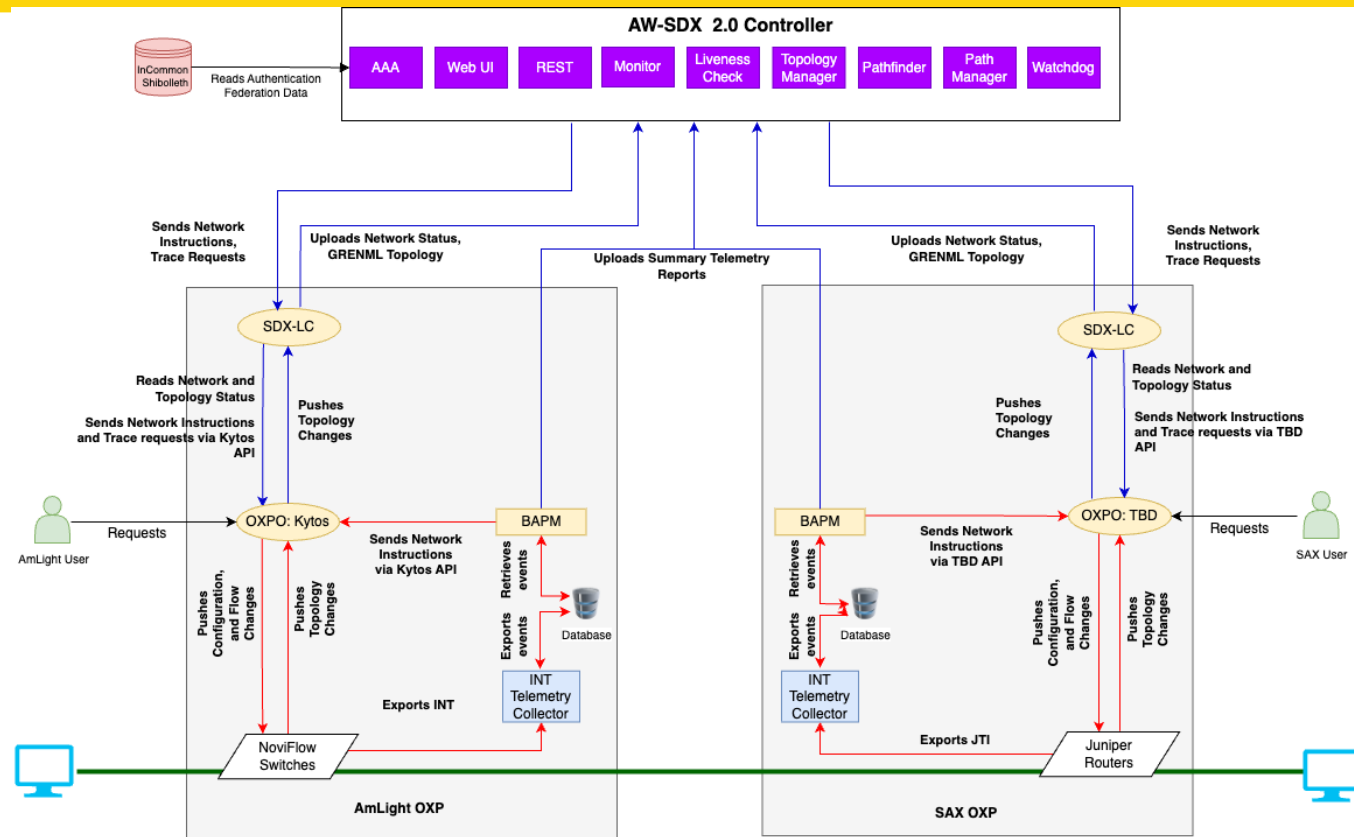 AW-SDX 2.0 Controller
InCommon
Shibolleth
Reads Authentication
Federation Data
AAA
Web UI
REST
Monitor
Liveness
Check
Topology
Manager
Pathfinder
Path
Manager
Watchdog
Sends Network
Instructions,
Trace Requests
Uploads Network Status,
GRENML Topology
Uploads Summary Telemetry
Reports
Uploads Network Status,
GRENML Topology
Sends Network
Instructions,
Trace Requests
SDX-LC
Reads Network and
Topology Status
Sends Network Instructions
and Trace requests via Kytos
API
Pushes
Topology
Changes
SDX-LC
Pushes
Topology
Changes
Reads Network and
Topology Status
Sends Network Instructions
and Trace requests via TBD
API
AmLight User
Requests
OXPO: Kytos
Sends Network
Instructions
via Kytos API
BAPM
Retrieves
events
Database
Exports
events
INT
Telemetry
Collector
Pushes
Configuration,
and Flow
Changes
Pushes
Topology
Changes
Exports INT
NoviFlow
Switches
AmLight OXP
BAPM
Sends Network
Instructions
via TBD API
OXPO: TBD
Requests
SAX User
Retrieves
events
Database
Exports
events
INT
Telemetry
Collector
Pushes
Configuration,
and Flow
Changes
Pushes
Topology
Changes
Exports JTI
Juniper
Routers
SAX OXP